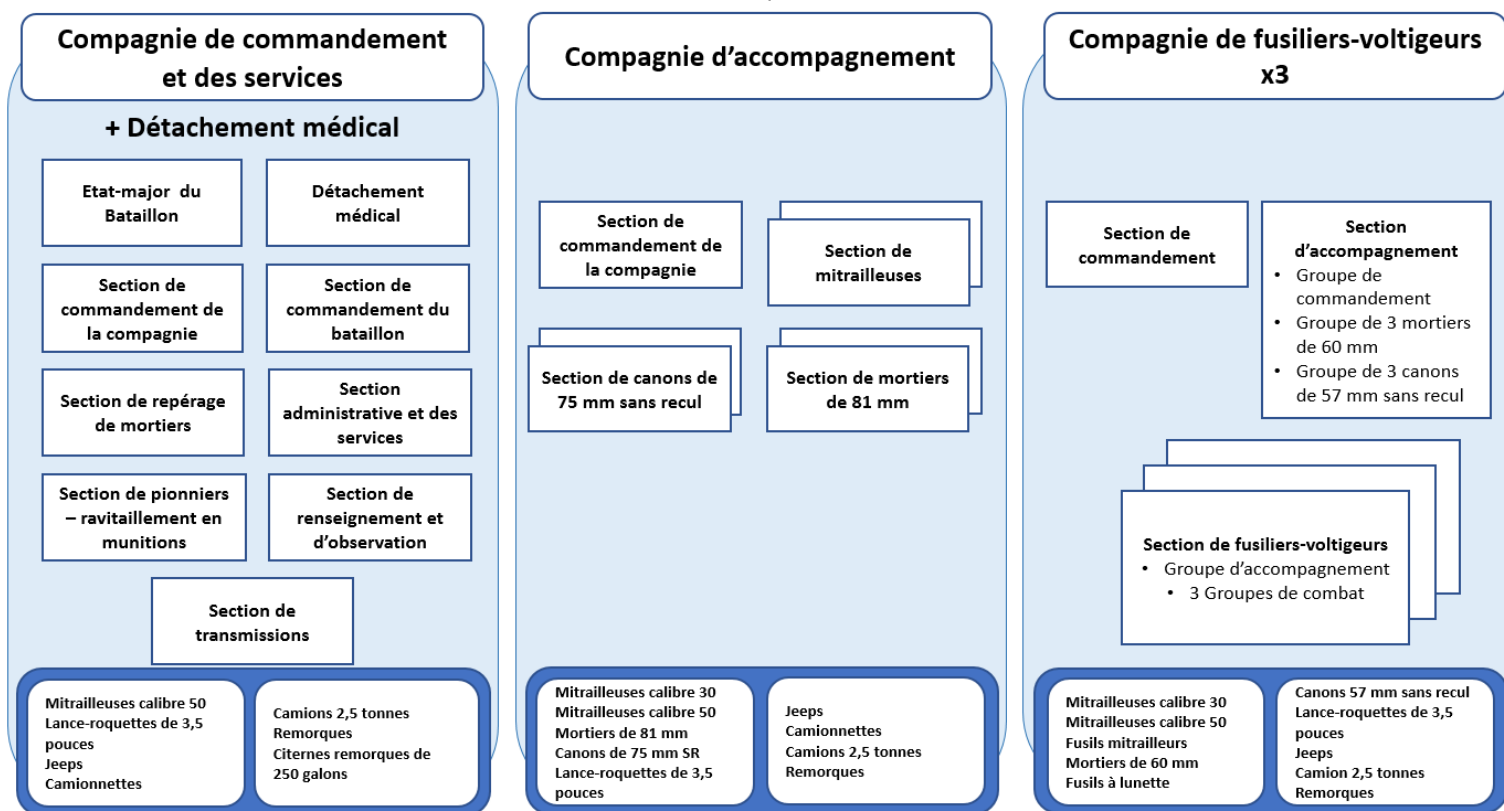 Compagnie de commandement
et des services
+ Détachement médical
Etat-major du
Bataillon
Détachement
médical
Section de
commandement de
la compagnie
Section de
commandement du
bataillon
Section de repérage
de mortiers
Section
administrative et des
services
Section de pionniers
– ravitaillement en
munitions
Section de
renseignement et
d’observation
Section de
transmissions
Mitrailleuses calibre 50
Lance-roquettes de 3,5
pouces
Jeeps
Camionnettes
Camions 2,5 tonnes
Remorques
Citernes remorques de
250 galons
Compagnie d’accompagnement
Section de
commandement de
la compagnie
Section de
mitrailleuses
Section de canons de
75 mm sans recul
Section de mortiers
de 81 mm
Mitrailleuses calibre 30
Mitrailleuses calibre 50
Mortiers de 81 mm
Canons de 75 mm SR
Lance-roquettes de 3,5
pouces
Jeeps
Camionnettes
Camions 2,5 tonnes
Remorques
Compagnie de fusiliers-voltigeurs
x3
Section de
commandement
Section
d’accompagnement
• Groupe de
commandement
• Groupe de 3 mortiers
de 60 mm
• Groupe de 3 canons
de 57 mm sans recul
Section de fusiliers-voltigeurs
• Groupe d’accompagnement
• 3 Groupes de combat
Mitrailleuses calibre 30
Mitrailleuses calibre 50
Fusils mitrailleurs
Mortiers de 60 mm
Fusils à lunette
Canons 57 mm sans recul
Lance-roquettes de 3,5
pouces
Jeeps
Camion 2,5 tonnes
Remorques